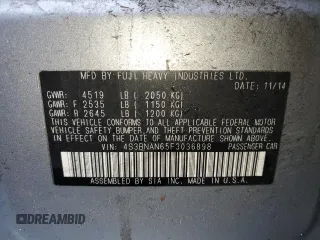 MFD BY FUJI HEAVY INDUSTRIES LTD.
DATE: 11/14
GVWR: 4519 LB ( 2050 KG)
GAWR: F 2535 LB ( 1150 KG)
GAWR: R 2645 LB ( 1200 KG)
THIS VEHICLE CONFORMS TO ALL APPLICABLE FEDERAL MOTOR
VEHICLE SAFETY, BUMPER, AND THEFT PREVENTION STANDARDS
IN EFFECT ON THE DATE OF MANUFACTURE SHOWN ABOVE.
VIN: 4S3BNAN65F3036898 PASSENGER CAR
ASSEMBLED BY SIA INC. MADE IN U.S.A.
DREAMBID